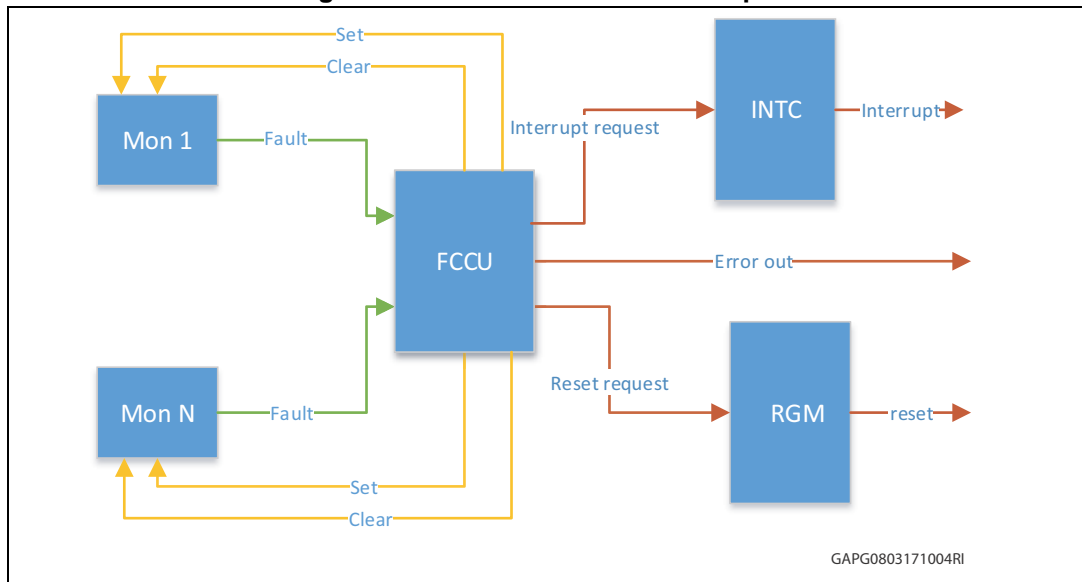 Set
Clear
Mon 1
Fault
Interrupt request
INTC
Interrupt
FCCU
Error out
Mon N
Fault
Reset request
RGM
reset
Set
Clear
GAPG0803171004RI